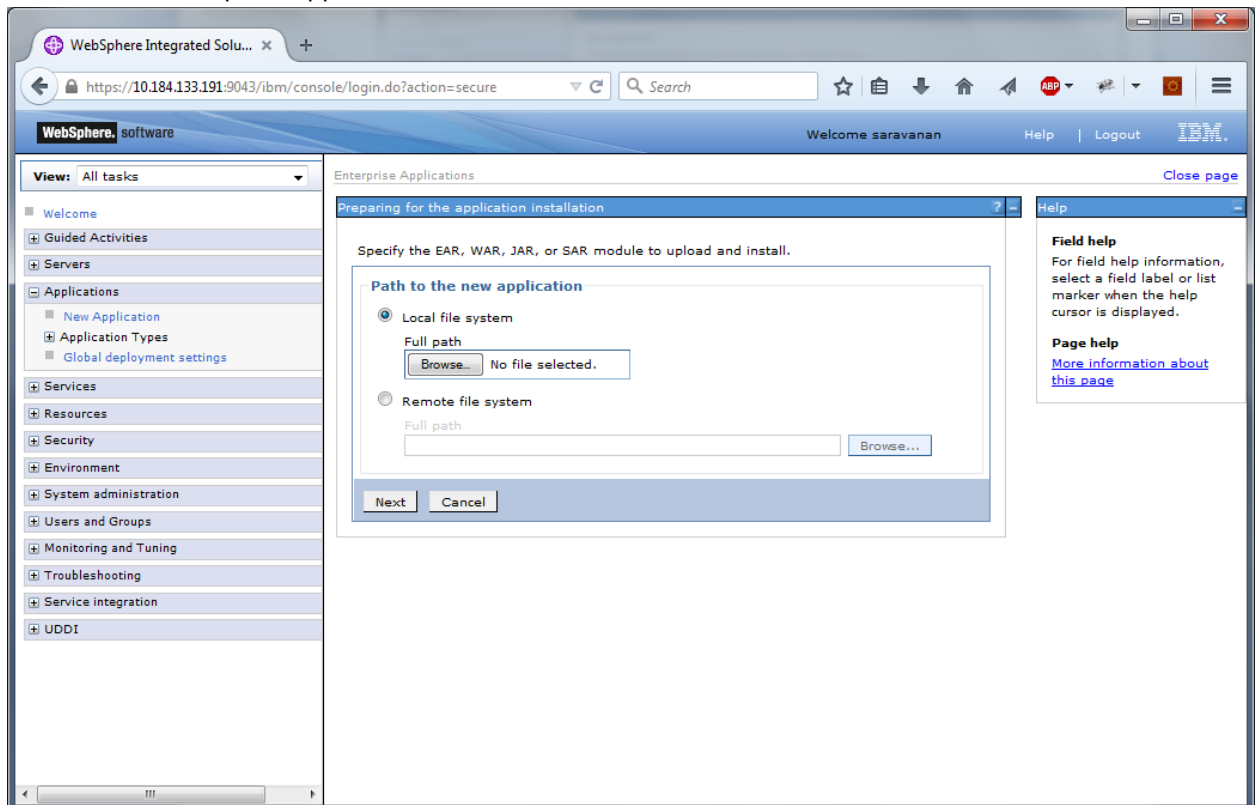 WebSphere Integrated Solu... × +
https://10.184.133.191:9043/ibm/console/login.do?action=secure
Search
ABP
WebSphere. software
Welcome saravanan
Help | Logout
IBM.
View: All tasks
Welcome
Guided Activities
Servers
Applications
New Application
Application Types
Global deployment settings
Services
Resources
Security
Environment
System administration
Users and Groups
Monitoring and Tuning
Troubleshooting
Service integration
UDDI
Enterprise Applications
Close page
Preparing for the application installation
? -
Specify the EAR, WAR, JAR, or SAR module to upload and install.
Path to the new application
Local file system
Full path
Browse... No file selected.
Remote file system
Full path
Browse...
Next Cancel
Help
Field help
For field help information,
select a field label or list
marker when the help
cursor is displayed.
Page help
More information about
this page